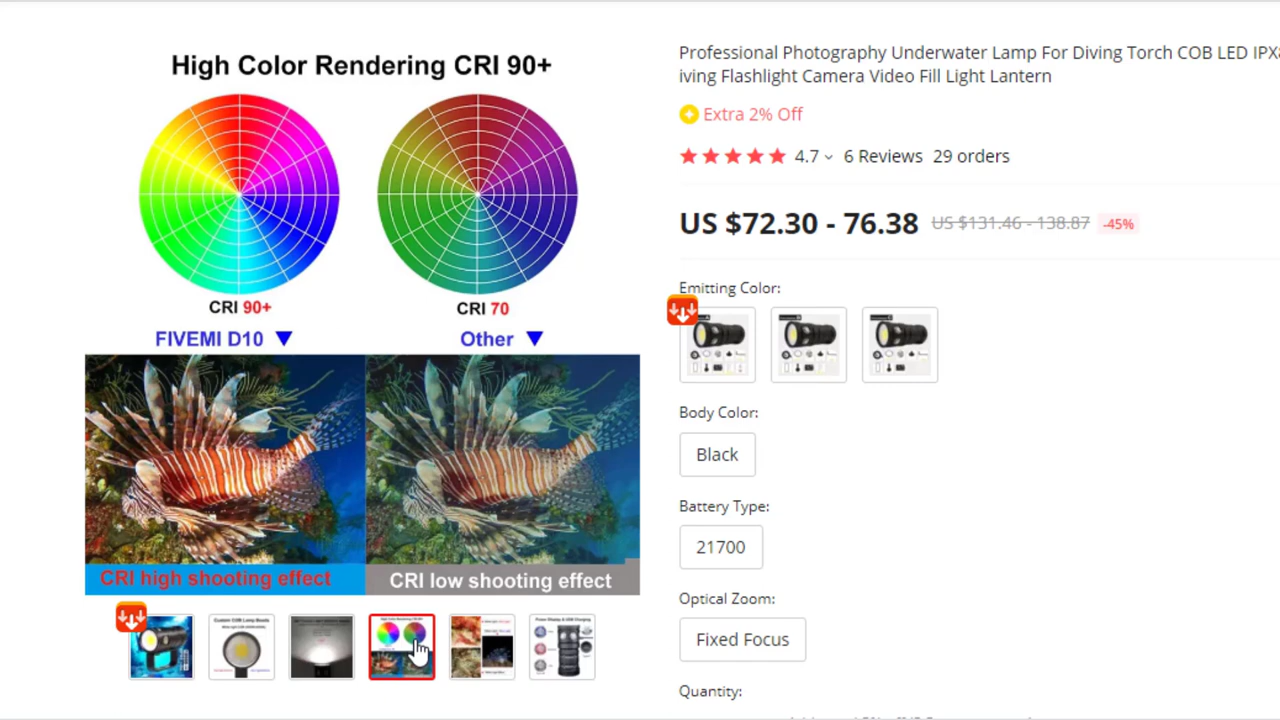 High Color Rendering CRI 90+
CRI 90+
CRI 70
FIVEMI D10
Other
CRI high shooting effect
CRI low shooting effect
Professional Photography Underwater Lamp For Diving Torch COB LED IPX8
iving Flashlight Camera Video Fill Light Lantern
Extra 2% Off
4.7
6 Reviews
29 orders
US $72.30 - 76.38
US $131.46 - 138.87
-45%
Emitting Color:
Body Color:
Black
Battery Type:
21700
Optical Zoom:
Fixed Focus
Quantity: